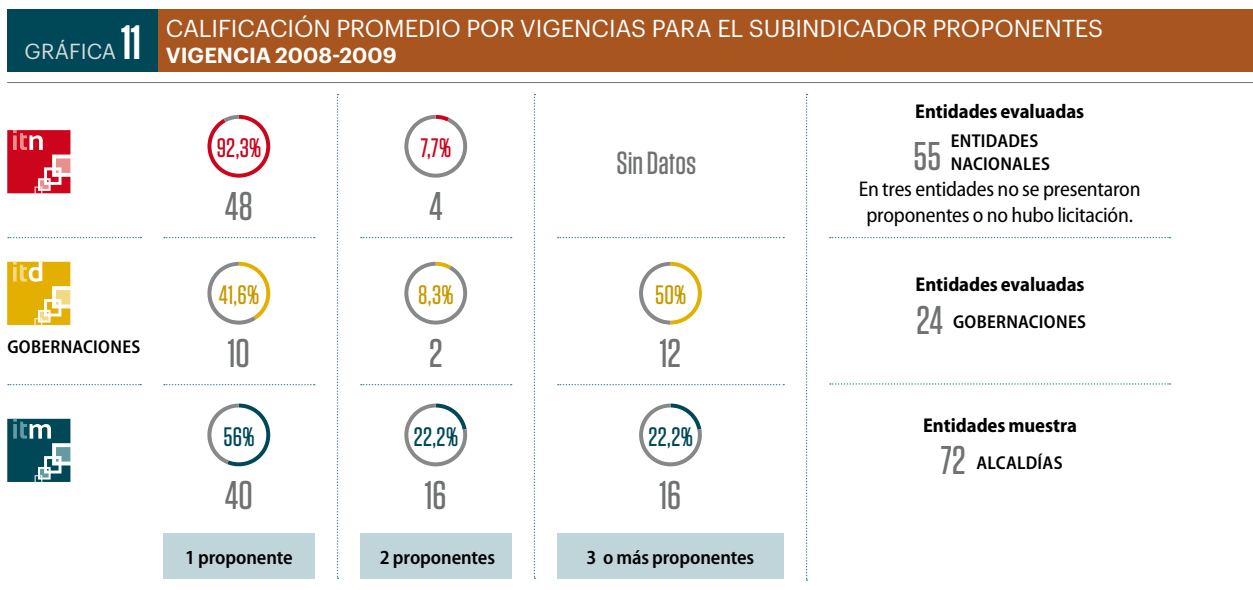 GRÁFICA 11
CALIFICACIÓN PROMEDIO POR VIGENCIAS PARA EL SUBINDICADOR PROPONENTES
VIGENCIA 2008-2009
itn
92,3%
48
7,7%
4
Sin Datos
Entidades evaluadas
55 ENTIDADES
NACIONALES
En tres entidades no se presentaron
proponentes o no hubo licitación.
itd
GOBERNACIONES
41,6%
10
8,3%
2
50%
12
Entidades evaluadas
24 GOBERNACIONES
itm
56%
40
22,2%
16
22,2%
16
Entidades muestra
72 ALCALDÍAS
1 proponente
2 proponentes
3 o más proponentes